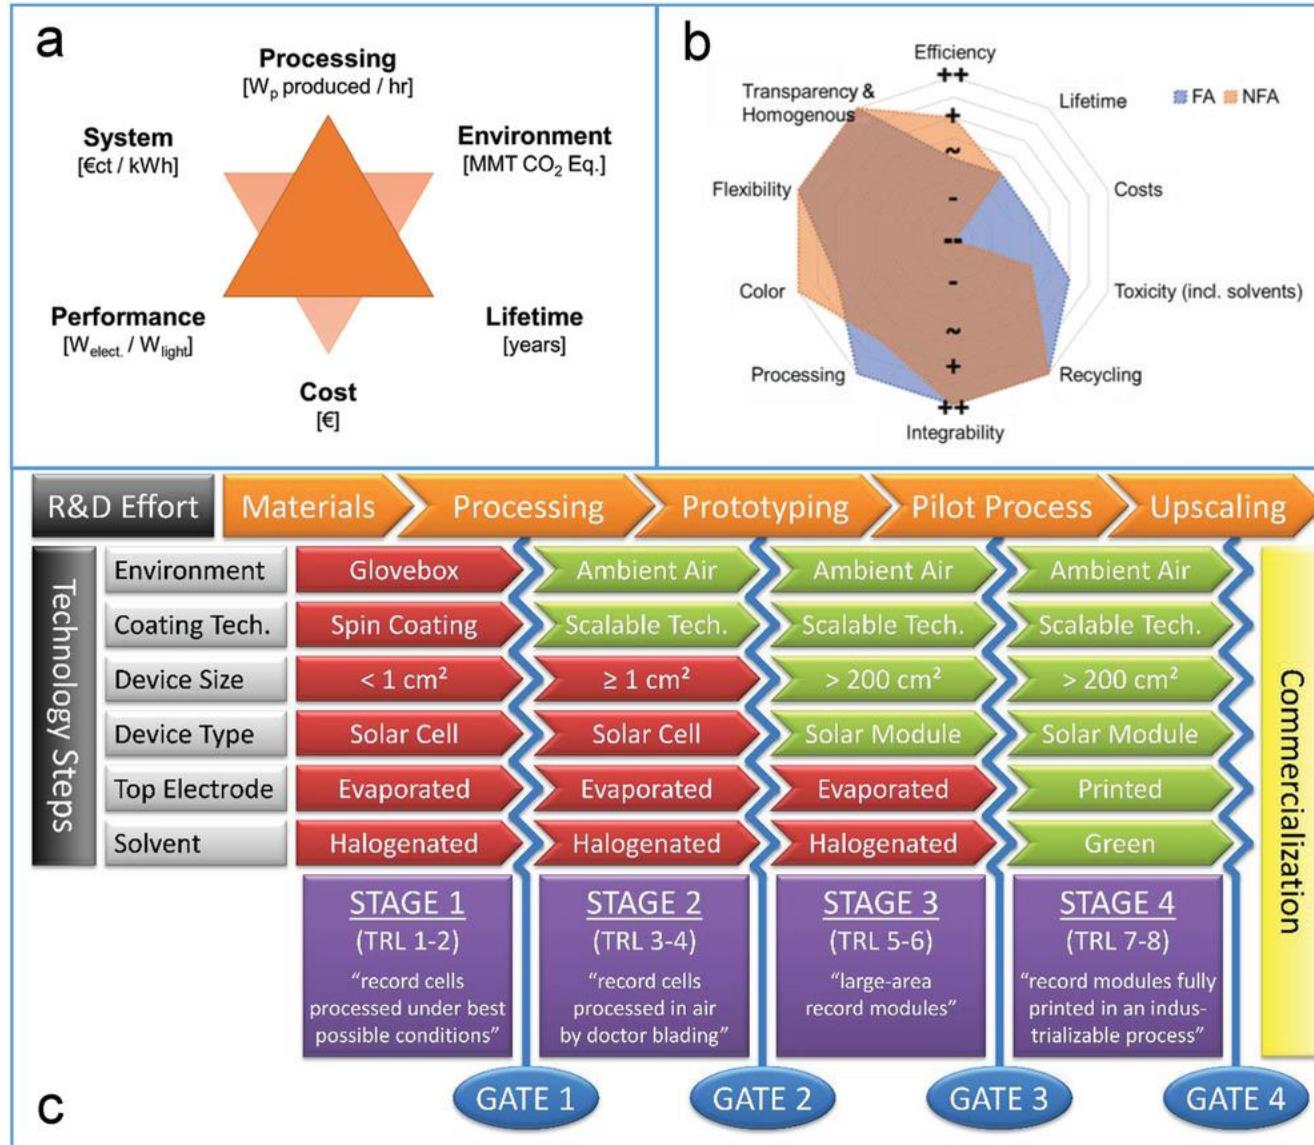 a
Processing
[Wp produced / hr]
System
[€ct / kWh]
Environment
[MMT CO2 Eq.]
Performance
[Welect. / Wlight]
Lifetime
[years]
Cost
[€]
b
Efficiency
++
Transparency &
Homogenous
Lifetime
FA NFA
+
~
Flexibility
-
Costs
--
Color
-
Toxicity (incl. solvents)
~
Processing
+
Recycling
++
Integrability
R&D Effort Materials Processing Prototyping Pilot Process Upscaling
Technology Steps
Environment Glovebox Ambient Air Ambient Air Ambient Air
Coating Tech. Spin Coating Scalable Tech. Scalable Tech. Scalable Tech.
Device Size < 1 cm² ≥ 1 cm² > 200 cm² > 200 cm²
Device Type Solar Cell Solar Cell Solar Module Solar Module
Top Electrode Evaporated Evaporated Evaporated Printed
Solvent Halogenated Halogenated Halogenated Green
Commercialization
STAGE 1
(TRL 1-2)
“record cells
processed under best
possible conditions”
STAGE 2
(TRL 3-4)
“record cells
processed in air
by doctor blading”
STAGE 3
(TRL 5-6)
“large-area
record modules”
STAGE 4
(TRL 7-8)
“record modules fully
printed in an indus-
trializable process”
c
GATE 1 GATE 2 GATE 3 GATE 4